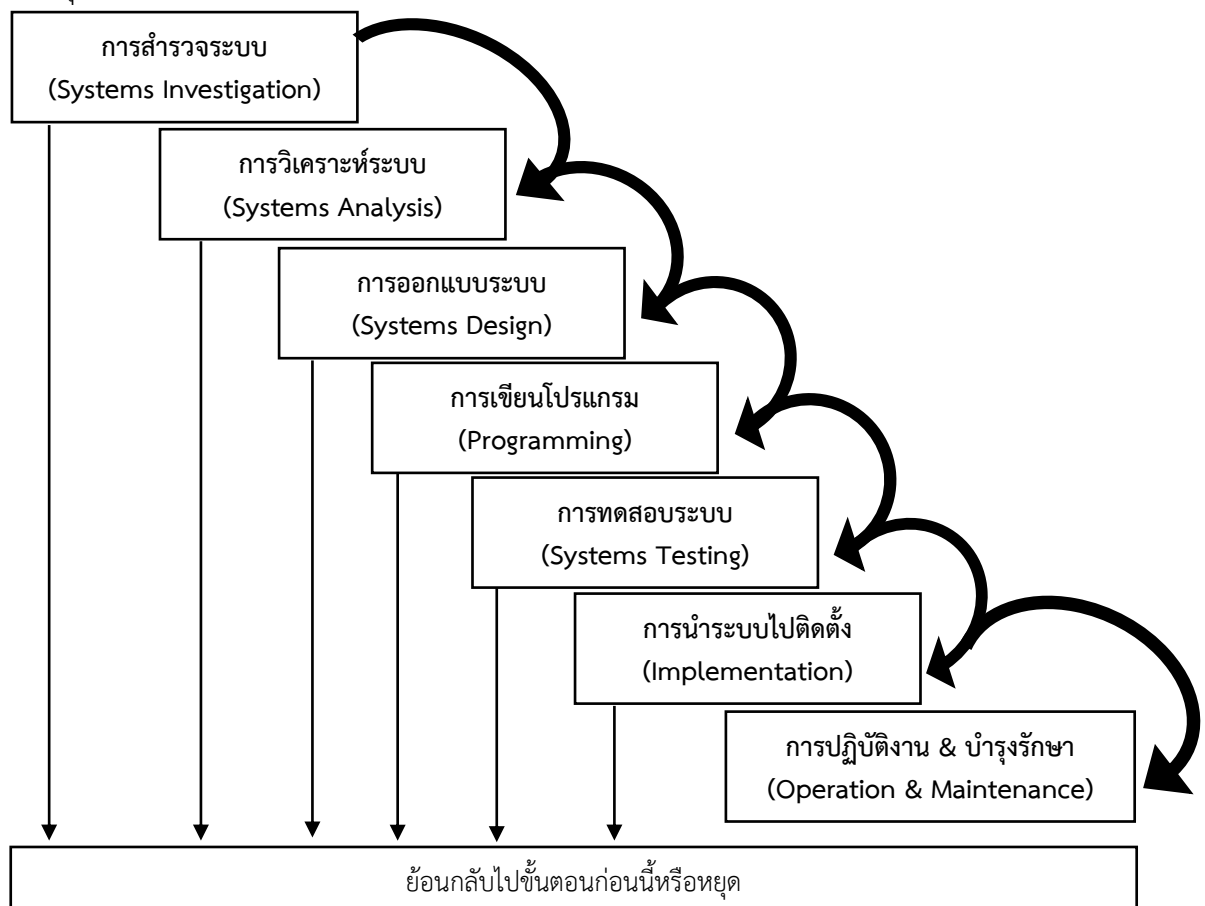 การสำรวจระบบ
(Systems Investigation)
การวิเคราะห์ระบบ
(Systems Analysis)
การออกแบบระบบ
(Systems Design)
การเขียนโปรแกรม
(Programming)
การทดสอบระบบ
(Systems Testing)
การนำระบบไปติดตั้ง
(Implementation)
การปฏิบัติงาน & บำรุงรักษา
(Operation & Maintenance)
ย้อนกลับไปขั้นตอนก่อนนี้หรือหยุด